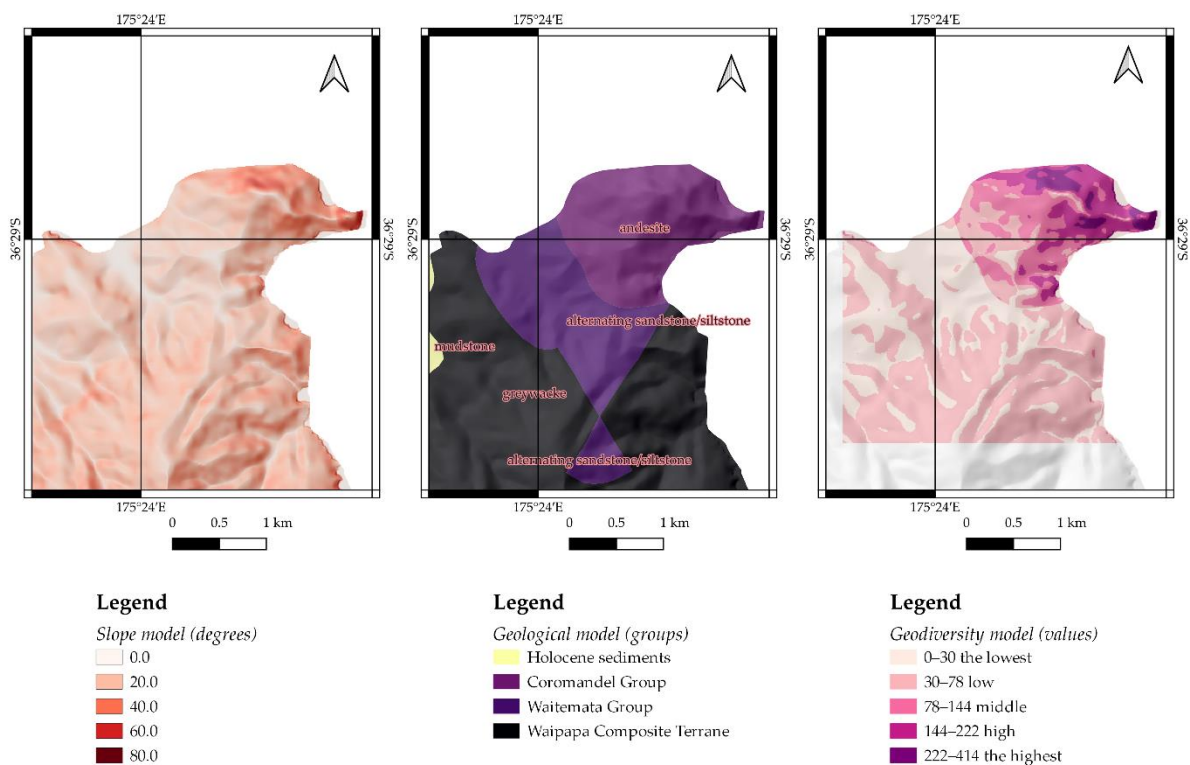 175°24'E
175°24'E
175°24'E
36°29'S
36°29'S
36°29'S
36°29'S
36°29'S
36°29'S
andesite
alternating sandstone/siltstone
mudstone
greywacke
alternating sandstone/siltstone
175°24'E
175°24'E
175°24'E
0 0.5 1 km
0 0.5 1 km
0 0.5 1 km
Legend
Slope model (degrees)
0.0
20.0
40.0
60.0
80.0
Legend
Geological model (groups)
Holocene sediments
Coromandel Group
Waitemata Group
Waipapa Composite Terrane
Legend
Geodiversity model (values)
0–30 the lowest
30–78 low
78–144 middle
144–222 high
222–414 the highest